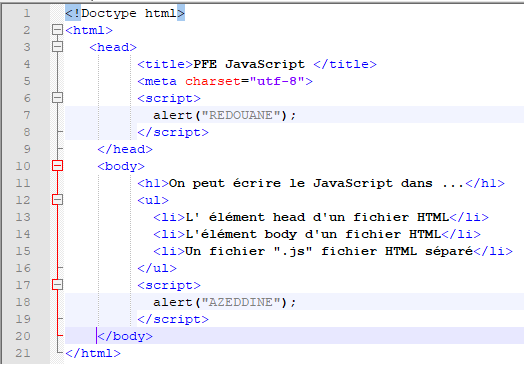 1 <!Doctype html>
2 <html>
3 <head>
4 <title>PFE JavaScript </title>
5 <meta charset="utf-8">
6 <script>
7 alert("REDOUANE");
8 </script>
9 </head>
10 <body>
11 <h1>On peut écrire le JavaScript dans ...</h1>
12 <ul>
13 <li>L' élément head d'un fichier HTML</li>
14 <li>L'élément body d'un fichier HTML</li>
15 <li>Un fichier ".js" fichier HTML séparé</li>
16 </ul>
17 <script>
18 alert("AZEDDINE");
19 </script>
20 </body>
21 </html>